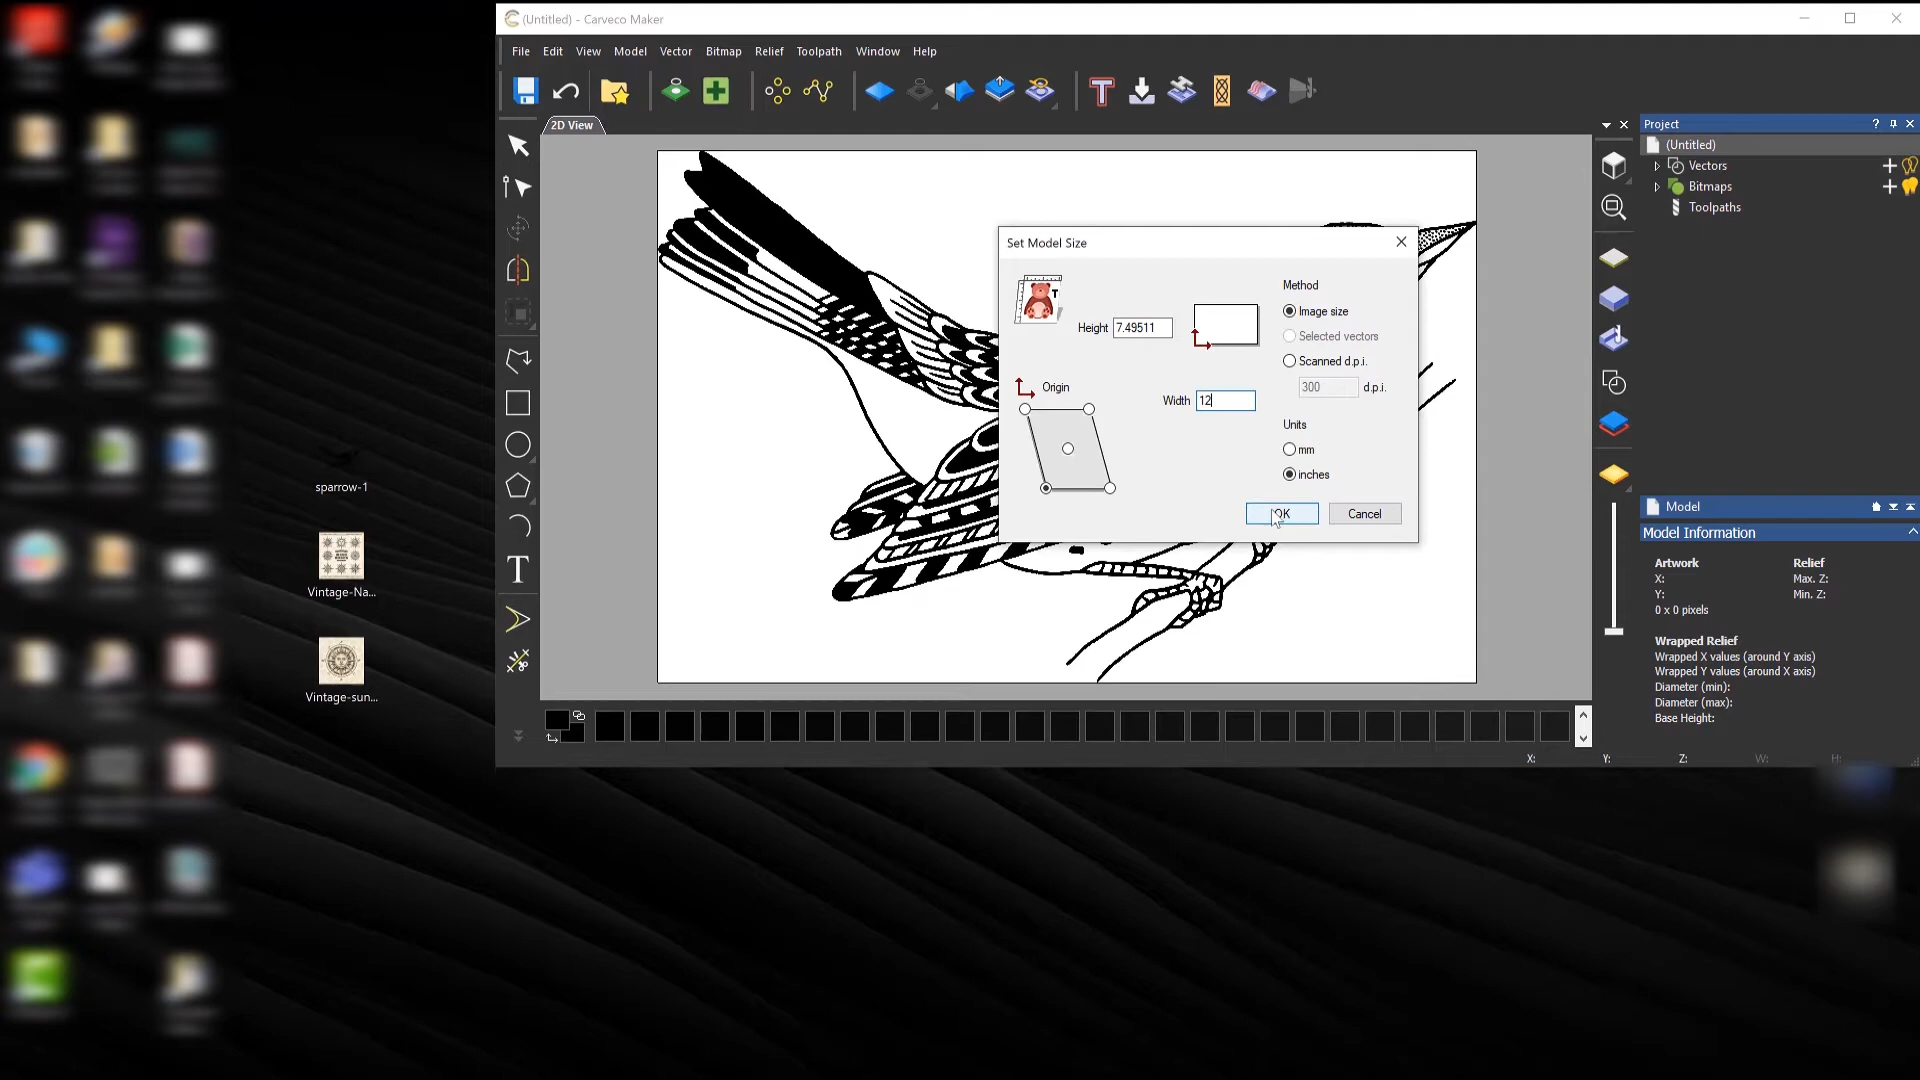 (Untitled) - Carveco Maker
File Edit View Model Vector Bitmap Relief Toolpath Window Help
2D View
Project
(Untitled)
Vectors
Bitmaps
Toolpaths
Set Model Size
Height 7.49511
Width 12
Origin
Method
Image size
Selected vectors
Scanned d.p.i.
300 d.p.i.
Units
mm
inches
OK Cancel
Model
Model Information
Artwork Relief
X: Max. Z:
Y: Min. Z:
0 x 0 pixels
Wrapped Relief
Wrapped X values (around Y axis)
Wrapped Y values (around X axis)
Diameter (min):
Diameter (max):
Base Height:
X: Y: Z: W: H:
sparrow-1
Vintage-Na...
Vintage-sun...